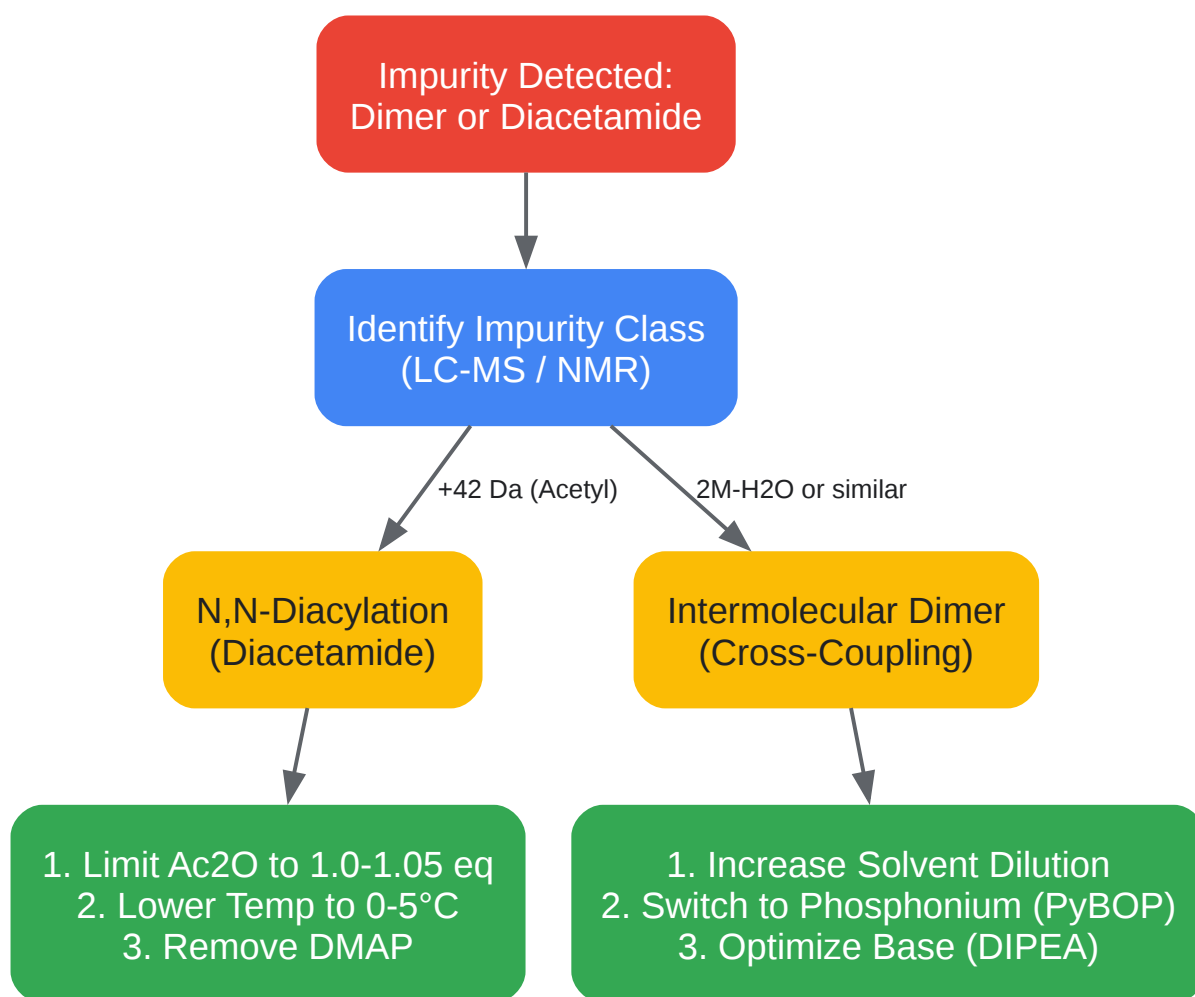 Impurity Detected:
Dimer or Diacetamide
Identify Impurity Class
(LC-MS / NMR)
+42 Da (Acetyl)
2M-H2O or similar
N,N-Diacylation
(Diacetamide)
Intermolecular Dimer
(Cross-Coupling)
1. Limit Ac2O to 1.0-1.05 eq
2. Lower Temp to 0-5°C
3. Remove DMAP
1. Increase Solvent Dilution
2. Switch to Phosphonium (PyBOP)
3. Optimize Base (DIPEA)